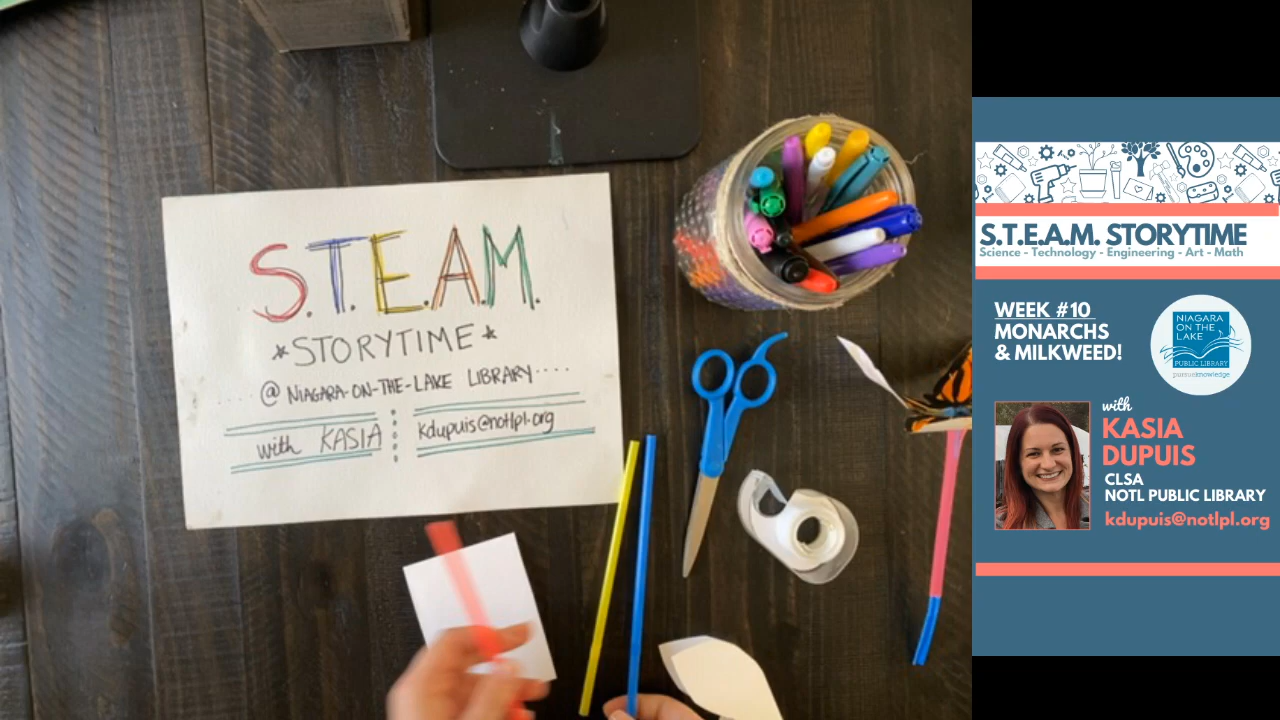 S.T.E.A.M.
*STORYTIME*
.....@ NIAGARA-ON-THE-LAKE LIBRARY....
with KASIA
kdupuis@notlpl.org
S.T.E.A.M. STORYTIME
Science - Technology - Engineering - Art - Math
WEEK #10
MONARCHS
& MILKWEED!
NIAGARA
ON THE
LAKE
PUBLIC LIBRARY
pursueknowledge
with
KASIA
DUPUIS
CLSA
NOTL PUBLIC LIBRARY
kdupuis@notlpl.org